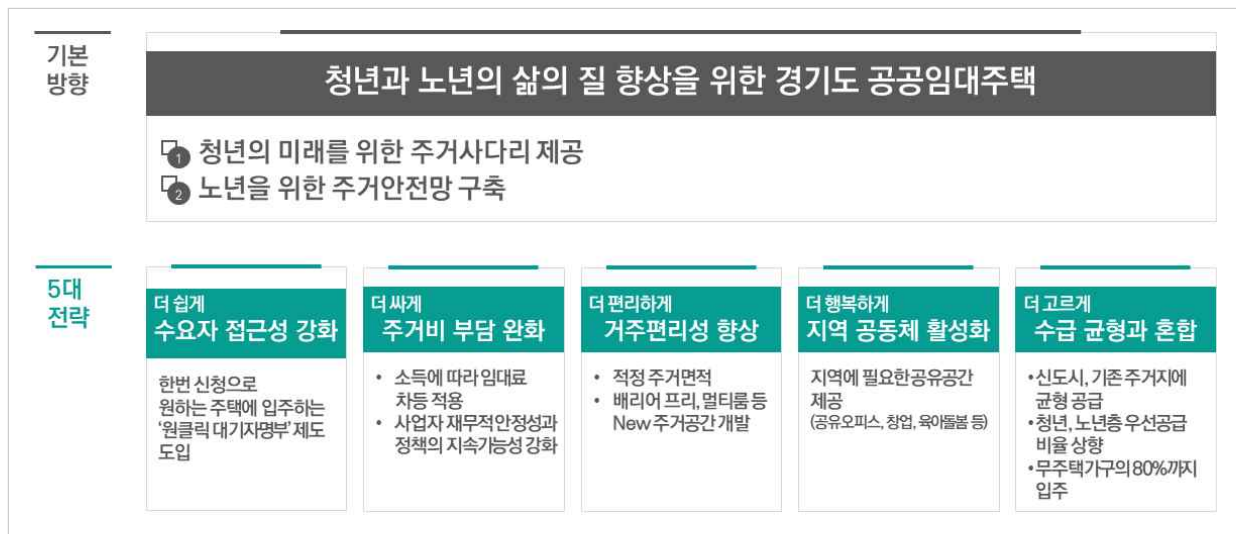 기본
방향
청년과 노년의 삶의 질 향상을 위한 경기도 공공임대주택
1 청년의 미래를 위한 주거사다리 제공
2 노년을 위한 주거안전망 구축
5대
전략
더 쉽게
수요자 접근성 강화
한번 신청으로
원하는 주택에 입주하는
'원클릭 대기자명부' 제도
도입
더 싸게
주거비 부담 완화
• 소득에 따라 임대료
차등 적용
• 사업자 재무적안정성과
정책의 지속가능성 강화
더 편리하게
거주편리성 향상
• 적정 주거면적
• 배리어 프리, 멀티룸 등
New 주거공간 개발
더 행복하게
지역 공동체 활성화
지역에 필요한 공유공간
제공
(공유오피스, 창업, 육아돌봄 등)
더 고르게
수급 균형과 혼합
•신도시, 기존 주거지에
균형 공급
•청년, 노년층 우선공급
비율 상향
•무주택가구의 80%까지
입주